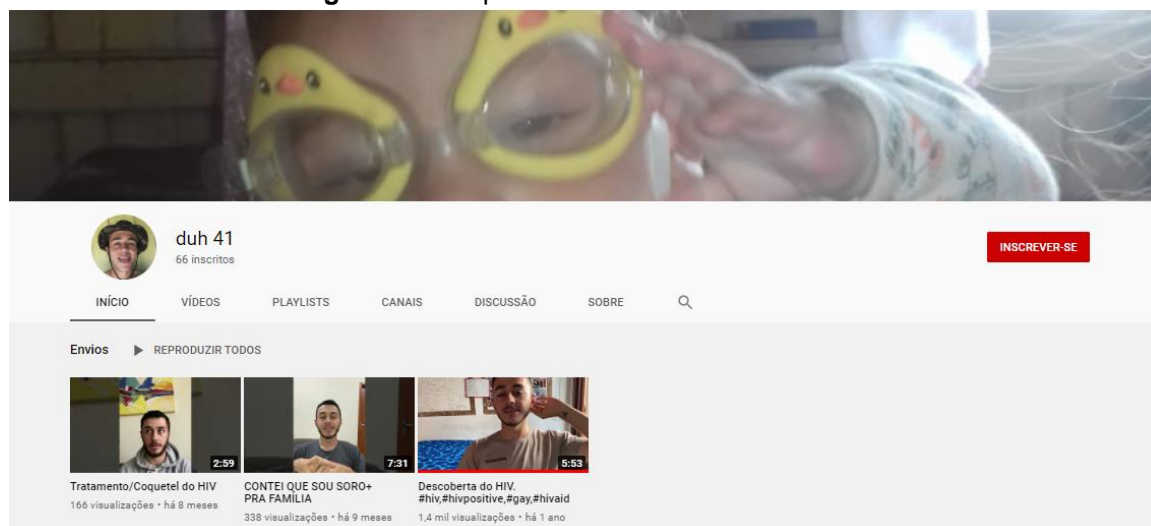 duh 41
66 inscritos
INSCREVER-SE
INÍCIO VÍDEOS PLAYLISTS CANAIS DISCUSSÃO SOBRE
Envios REPRODUZIR TODOS
2:59 7:31 5:53
Tratamento/Coquetel do HIV
166 visualizações • há 8 meses
CONTEI QUE SOU SORO+
PRA FAMÍLIA
338 visualizações • há 9 meses
Descoberta do HIV.
#hiv,#hivpositive,#gay,#hivaid
1,4 mil visualizações • há 1 ano